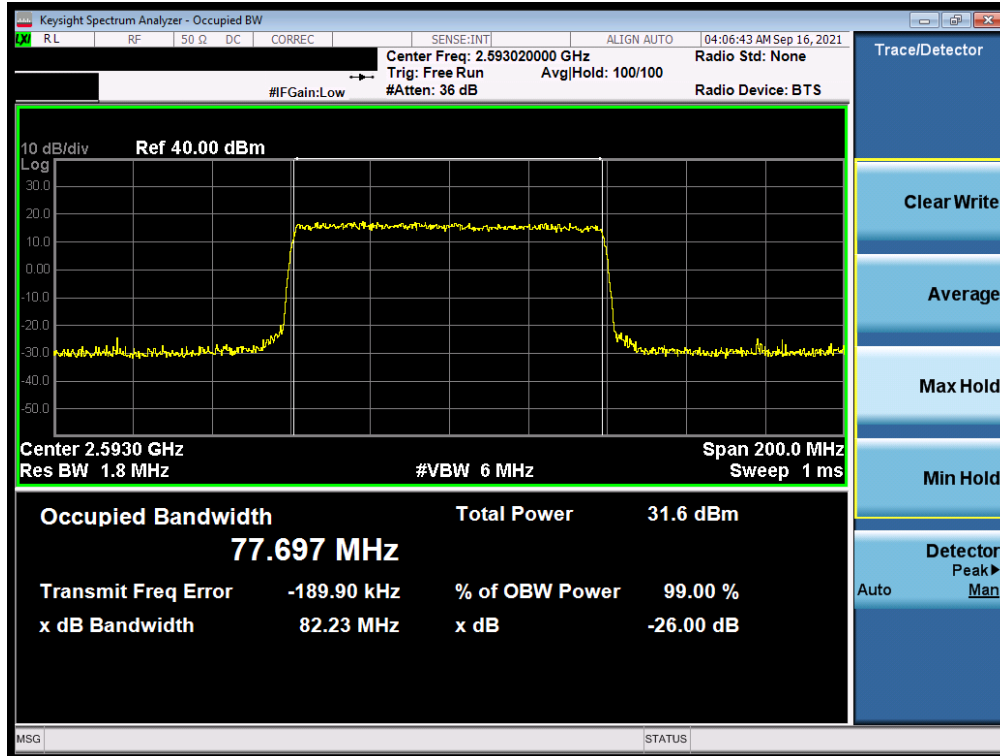 Keysight Spectrum Analyzer - Occupied BW
LXI RL RF 50 Ω DC CORREC SENSE:INT ALIGN AUTO 04:06:43 AM Sep 16, 2021
Center Freq: 2.593020000 GHz Radio Std: None
Trig: Free Run Avg|Hold: 100/100
#IFGain:Low #Atten: 36 dB Radio Device: BTS
10 dB/div Ref 40.00 dBm
Log
30.0
20.0
10.0
0.00
-10.0
-20.0
-30.0
-40.0
-50.0
Center 2.5930 GHz Span 200.0 MHz
Res BW 1.8 MHz #VBW 6 MHz Sweep 1 ms
Occupied Bandwidth Total Power 31.6 dBm
77.697 MHz
Transmit Freq Error -189.90 kHz % of OBW Power 99.00 %
x dB Bandwidth 82.23 MHz x dB -26.00 dB
MSG STATUS
Trace/Detector
Clear Write
Average
Max Hold
Min Hold
Detector
Peak▶
Auto Man